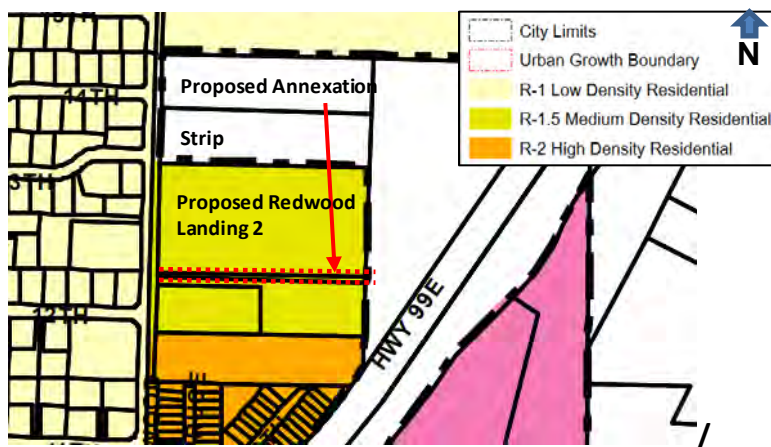 City Limits
Urban Growth Boundary
R-1 Low Density Residential
R-1.5 Medium Density Residential
R-2 High Density Residential
N
14TH
Proposed Annexation
Strip
Proposed Redwood
Landing 2
12TH
HWY 99E